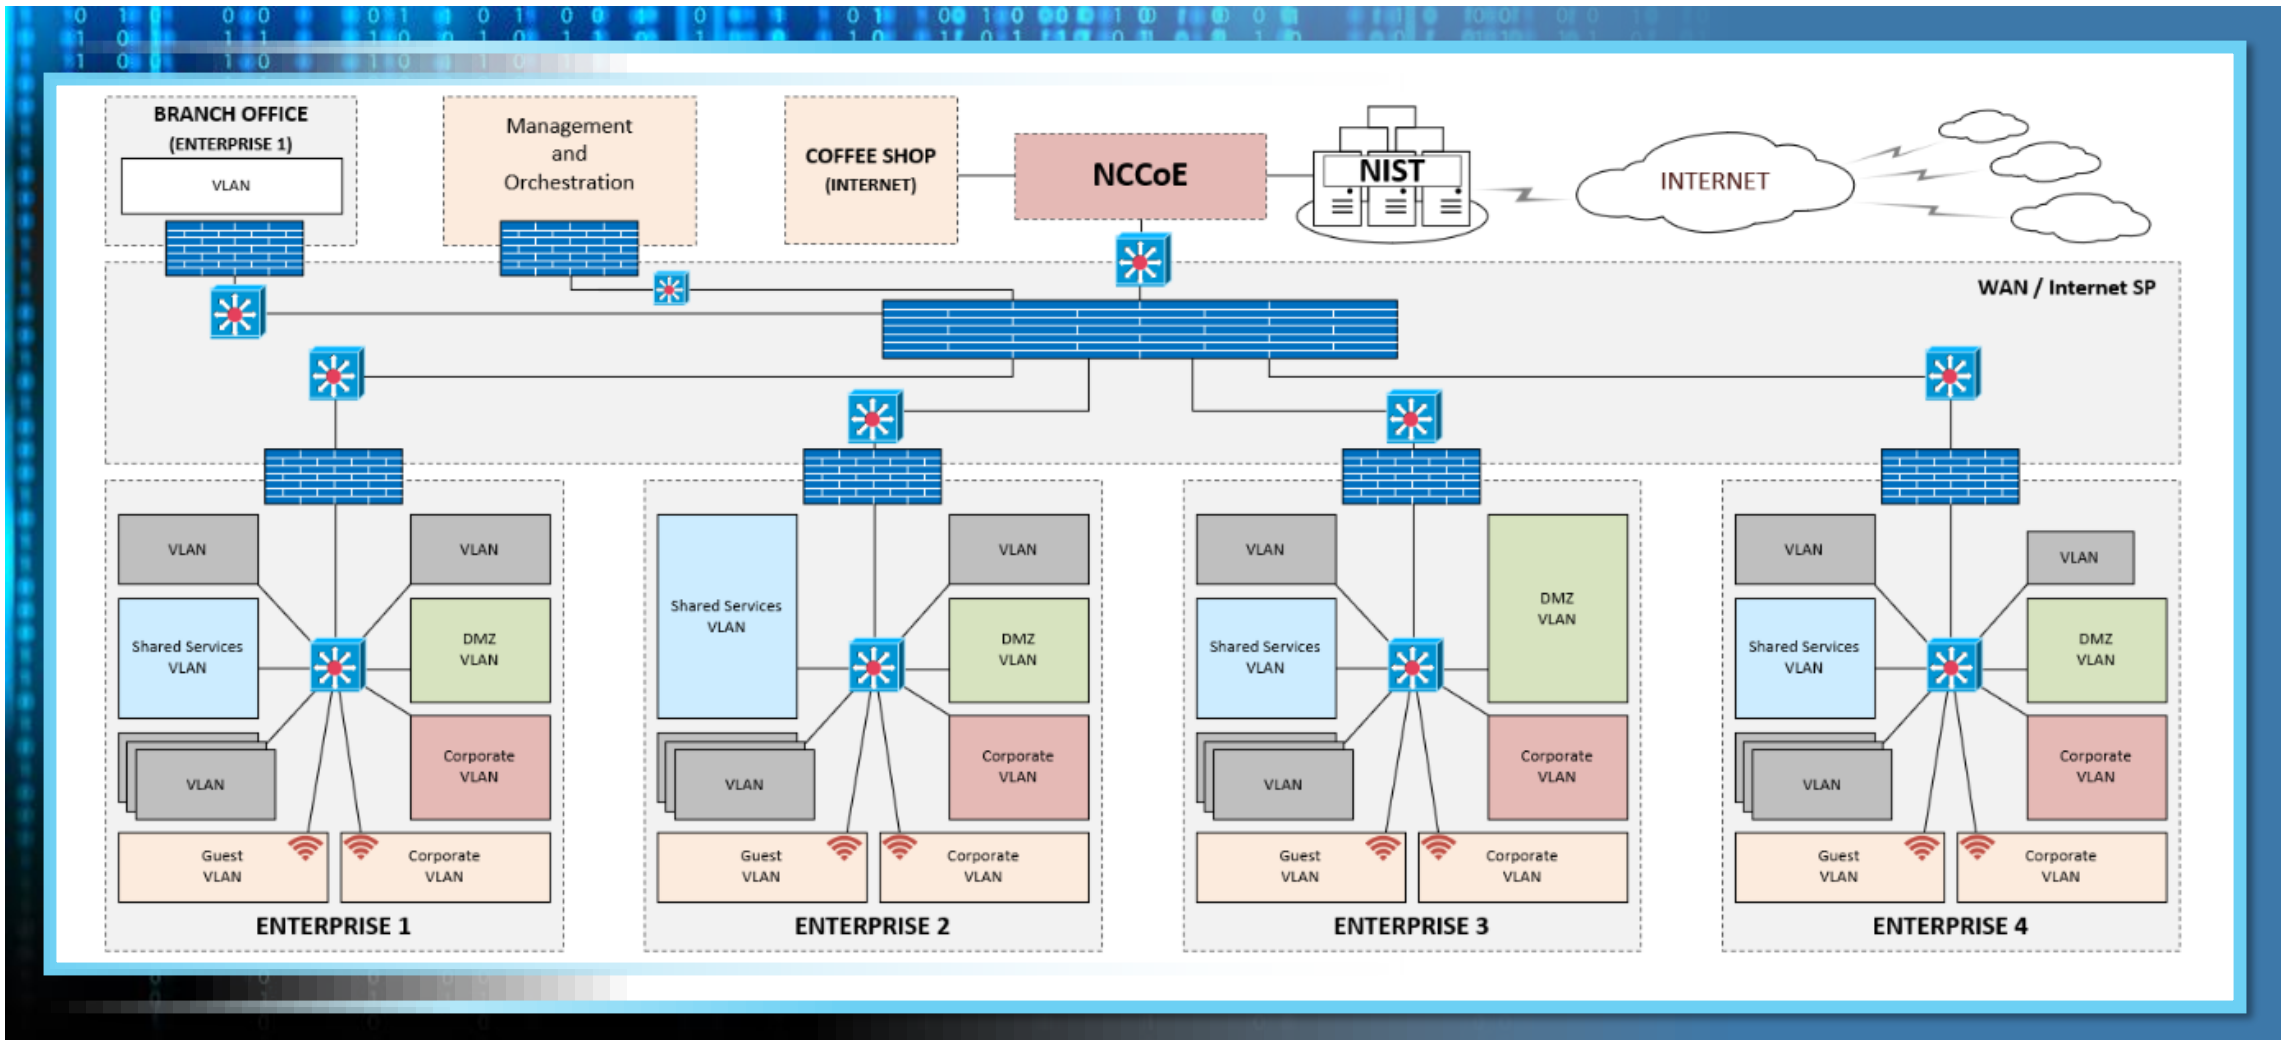 BRANCH OFFICE
(ENTERPRISE 1)
VLAN
Management
and
Orchestration
COFFEE SHOP
(INTERNET)
NCCoE
NIST
INTERNET
WAN / Internet SP
VLAN
VLAN
Shared Services
VLAN
DMZ
VLAN
VLAN
Corporate
VLAN
Guest
VLAN
Corporate
VLAN
ENTERPRISE 1
Shared Services
VLAN
VLAN
DMZ
VLAN
VLAN
Corporate
VLAN
Guest
VLAN
Corporate
VLAN
ENTERPRISE 2
VLAN
DMZ
VLAN
Shared Services
VLAN
VLAN
Corporate
VLAN
Guest
VLAN
Corporate
VLAN
ENTERPRISE 3
VLAN
VLAN
Shared Services
VLAN
DMZ
VLAN
VLAN
Corporate
VLAN
Guest
VLAN
Corporate
VLAN
ENTERPRISE 4